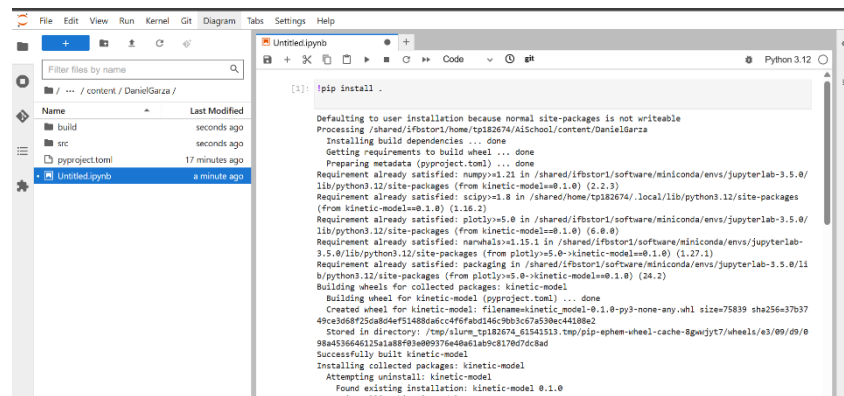 File Edit View Run Kernel Git Diagram Tabs Settings Help
Filter files by name
/ ··· / content / DanielGarza /
Name Last Modified
build seconds ago
src seconds ago
pyproject.toml 17 minutes ago
Untitled.ipynb a minute ago
Untitled.ipynb
Code git Python 3.12
[1]: !pip install .
Defaulting to user installation because normal site-packages is not writeable
Processing /shared/ifbstor1/home/tp182674/AiSchool/content/DanielGarza
Installing build dependencies ... done
Getting requirements to build wheel ... done
Preparing metadata (pyproject.toml) ... done
Requirement already satisfied: numpy>=1.21 in /shared/ifbstor1/software/miniconda/envs/jupyterlab-3.5.0/
lib/python3.12/site-packages (from kinetic-model==0.1.0) (2.2.3)
Requirement already satisfied: scipy>=1.8 in /shared/home/tp182674/.local/lib/python3.12/site-packages
(from kinetic-model==0.1.0) (1.16.2)
Requirement already satisfied: plotly>=5.0 in /shared/ifbstor1/software/miniconda/envs/jupyterlab-3.5.0/
lib/python3.12/site-packages (from kinetic-model==0.1.0) (6.0.0)
Requirement already satisfied: narwhals>=1.15.1 in /shared/ifbstor1/software/miniconda/envs/jupyterlab-
3.5.0/lib/python3.12/site-packages (from plotly>=5.0->kinetic-model==0.1.0) (1.27.1)
Requirement already satisfied: packaging in /shared/ifbstor1/software/miniconda/envs/jupyterlab-3.5.0/li
b/python3.12/site-packages (from plotly>=5.0->kinetic-model==0.1.0) (24.2)
Building wheels for collected packages: kinetic-model
Building wheel for kinetic-model (pyproject.toml) ... done
Created wheel for kinetic-model: filename=kinetic_model-0.1.0-py3-none-any.whl size=75839 sha256=37b37
49ce3d68f25da8d4ef51488da6cc4f6fabd146c9bb3c67a530ec44108e2
Stored in directory: /tmp/slurm_tp182674_61541513.tmp/pip-ephem-wheel-cache-8gwwjyt7/wheels/e3/09/d9/0
98a4536646125a1a88f03e009376e40a61ab9c8170d7dc8ad
Successfully built kinetic-model
Installing collected packages: kinetic-model
Attempting uninstall: kinetic-model
Found existing installation: kinetic-model 0.1.0